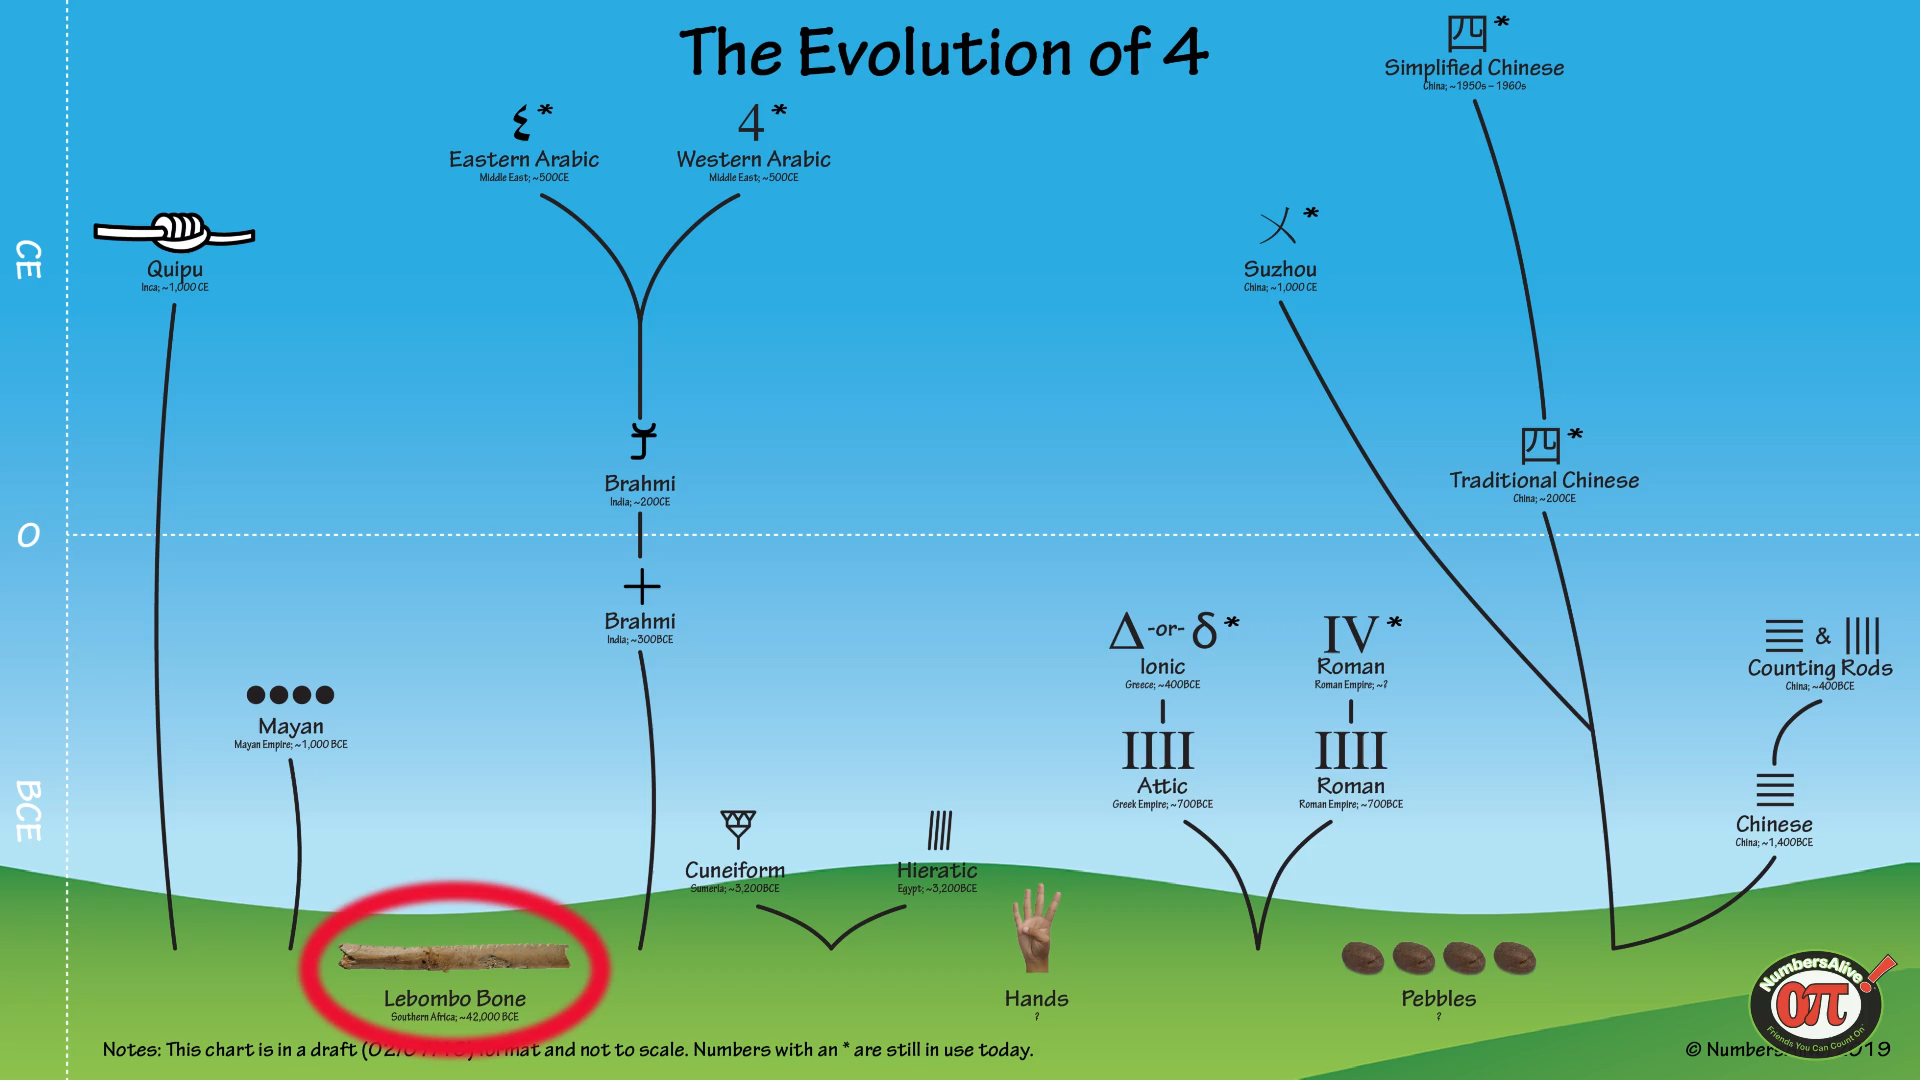 The Evolution of 4
四*
Simplified Chinese
China; ~1950s – 1960s
٤*
Eastern Arabic
Middle East; ~500CE
4*
Western Arabic
Middle East; ~500CE
Quipu
Inca; ~1,000 CE
〤*
Suzhou
China; ~1,000 CE
CE
Brahmi
India; ~200CE
四*
Traditional Chinese
China; ~200CE
0
Brahmi
India; ~300BCE
Δ -or- δ*
Ionic
Greece; ~400BCE
IV*
Roman
Roman Empire; ~?
&
Counting Rods
China; ~400BCE
Mayan
Mayan Empire; ~1,000 BCE
IIII
Attic
Greek Empire; ~700BCE
IIII
Roman
Roman Empire; ~700BCE
BCE
Chinese
China; ~1,400BCE
Cuneiform
Sumeria; ~3,200BCE
Hieratic
Egypt; ~3,200BCE
Lebombo Bone
Southern Africa; ~42,000 BCE
Hands
?
Pebbles
?
NumbersAlive!
0π
Friends You Can Count On
Notes: This chart is in a draft format and not to scale. Numbers with an * are still in use today.
©